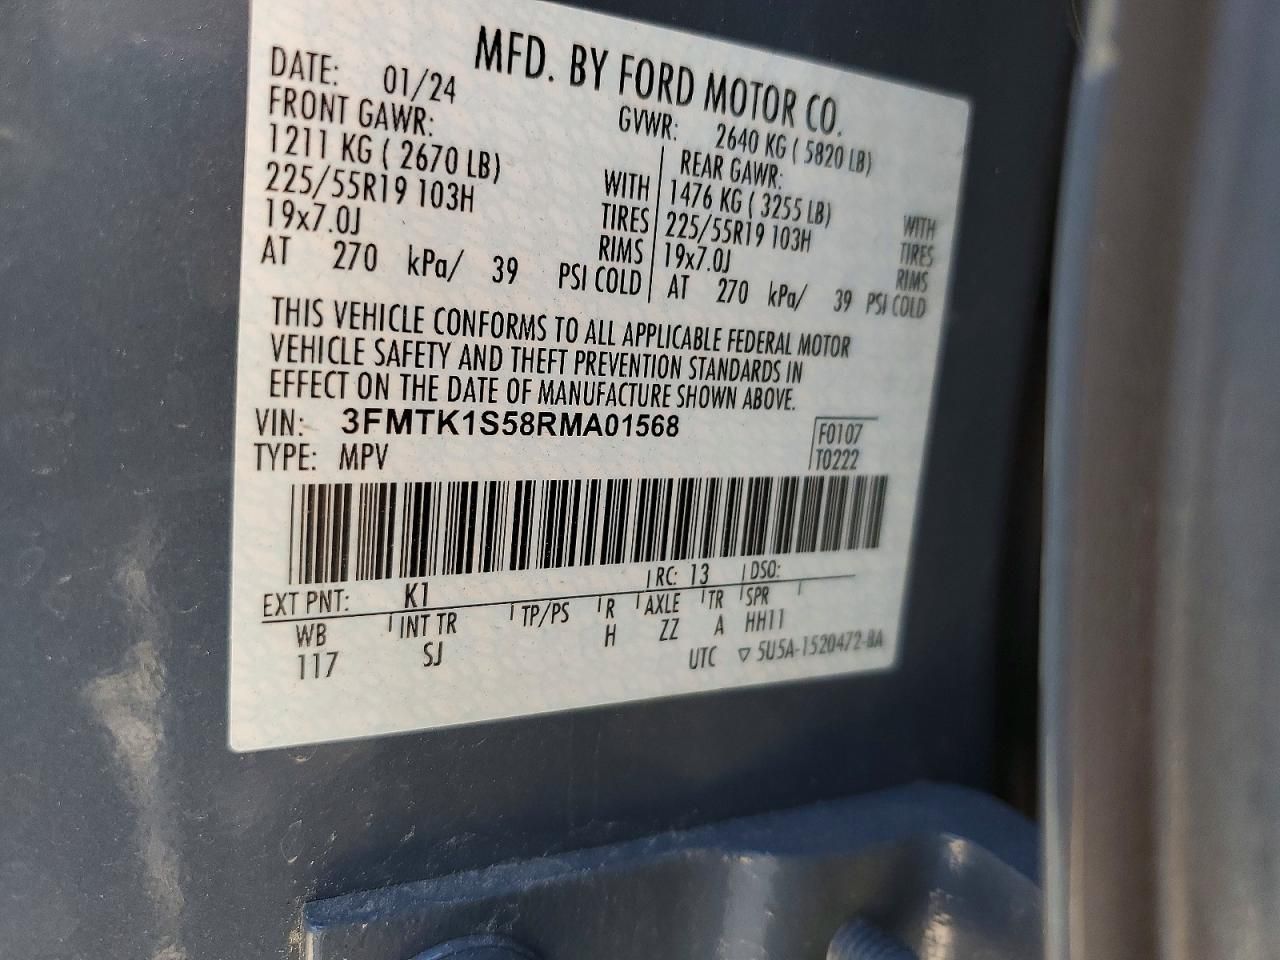 MFD. BY FORD MOTOR CO.
DATE: 01/24
GVWR: 2640 KG ( 5820 LB)
FRONT GAWR:
1211 KG ( 2670 LB) WITH
225/55R19 103H TIRES
19x7.0J RIMS
AT 270 kPa/ 39 PSI COLD
REAR GAWR:
1476 KG ( 3255 LB) WITH
225/55R19 103H TIRES
19x7.0J RIMS
AT 270 kPa/ 39 PSI COLD
THIS VEHICLE CONFORMS TO ALL APPLICABLE FEDERAL MOTOR
VEHICLE SAFETY AND THEFT PREVENTION STANDARDS IN
EFFECT ON THE DATE OF MANUFACTURE SHOWN ABOVE.
VIN: 3FMTK1S58RMA01568
TYPE: MPV
F0107
T0222
EXT PNT: K1 RC: 13 DSO:
WB INT TR TP/PS R AXLE TR SPR
117 SJ H ZZ A HH11
UTC ▽ 5U5A-1520472-BA